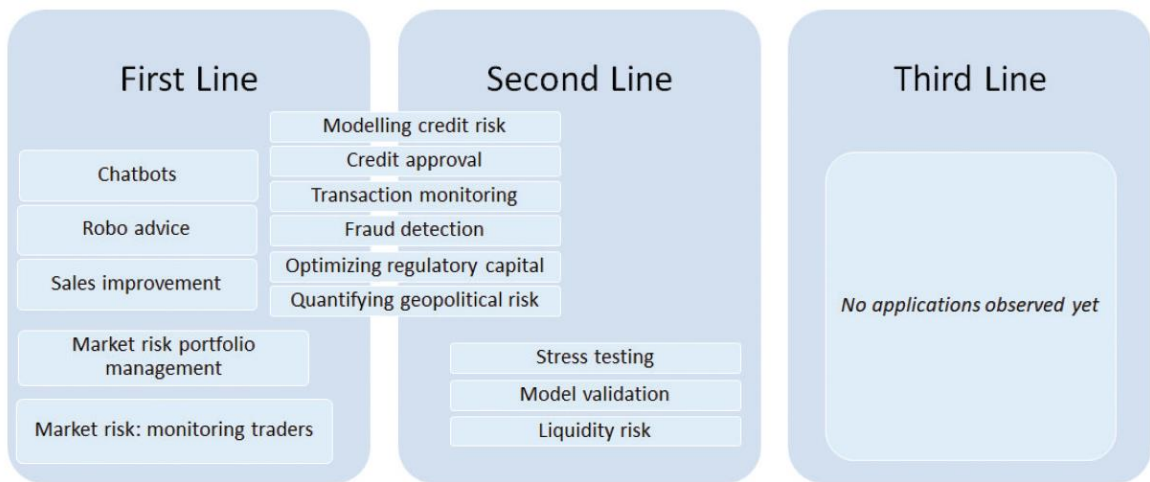 First Line
Chatbots
Robo advice
Sales improvement
Market risk portfolio
management
Market risk: monitoring traders
Modelling credit risk
Credit approval
Transaction monitoring
Fraud detection
Optimizing regulatory capital
Quantifying geopolitical risk
Second Line
Stress testing
Model validation
Liquidity risk
Third Line
No applications observed yet